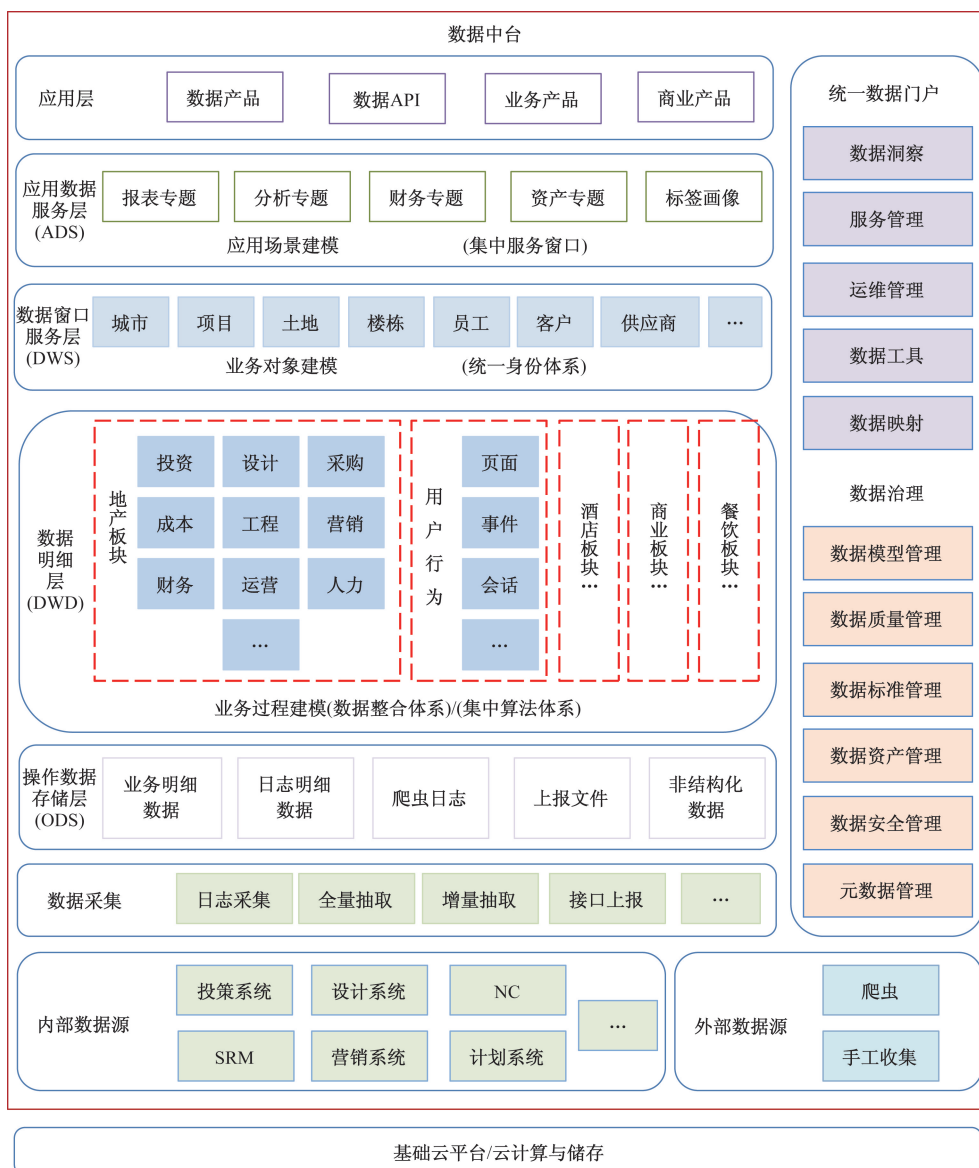 数据中台
应用层
数据产品
数据API
业务产品
商业产品
应用数据
服务层
(ADS)
报表专题
分析专题
财务专题
资产专题
标签画像
应用场景建模
(集中服务窗口)
数据窗口
服务层
(DWS)
城市
项目
土地
楼栋
员工
客户
供应商
…
业务对象建模
(统一身份体系)
数据
明细
层
(DWD)
地产板块
投资
设计
采购
成本
工程
营销
财务
运营
人力
…
用户行为
页面
事件
会话
…
酒店板块…
商业板块…
餐饮板块…
业务过程建模(数据整合体系)/(集中算法体系)
操作数据
存储层
(ODS)
业务明细
数据
日志明细
数据
爬虫日志
上报文件
非结构化
数据
数据采集
日志采集
全量抽取
增量抽取
接口上报
…
内部数据源
投策系统
设计系统
NC
SRM
营销系统
计划系统
…
外部数据源
爬虫
手工收集
统一数据门户
数据洞察
服务管理
运维管理
数据工具
数据映射
数据治理
数据模型管理
数据质量管理
数据标准管理
数据资产管理
数据安全管理
元数据管理
基础云平台/云计算与储存